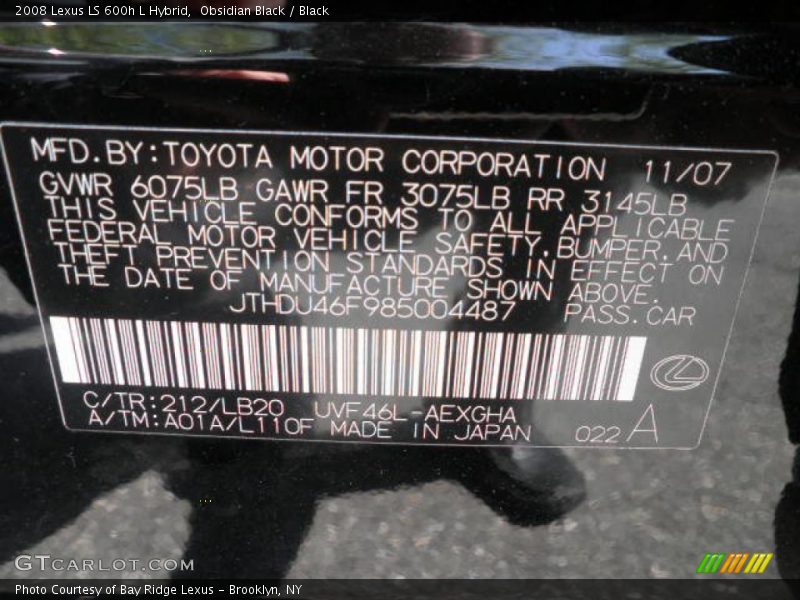 2008 Lexus LS 600h L Hybrid,  Obsidian Black / Black
MFD.BY:TOYOTA MOTOR CORPORATION 11/07
GVWR 6075LB GAWR FR 3075LB RR 3145LB
THIS VEHICLE CONFORMS TO ALL APPLICABLE
FEDERAL MOTOR VEHICLE SAFETY,BUMPER,AND
THEFT PREVENTION STANDARDS IN EFFECT ON
THE DATE OF MANUFACTURE SHOWN ABOVE.
JTHDU46F985004487 PASS.CAR
C/TR:212/LB20 UVF46L-AEXGHA
A/TM:A01A/L110F MADE IN JAPAN 022 A
GTCARLOT.COM
Photo Courtesy of Bay Ridge Lexus - Brooklyn, NY